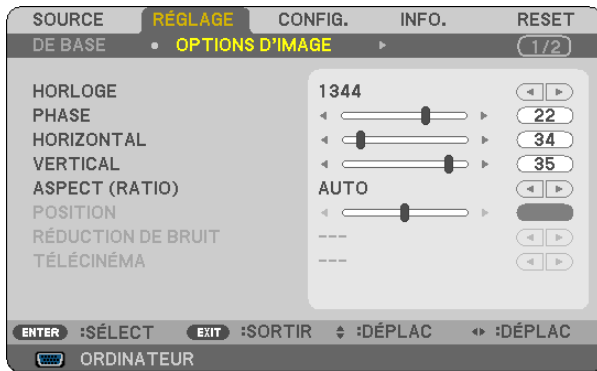 SOURCE RÉGLAGE CONFIG. INFO. RESET
DE BASE • OPTIONS D'IMAGE ▶ (1/2)
HORLOGE 1344
PHASE 22
HORIZONTAL 34
VERTICAL 35
ASPECT (RATIO) AUTO
POSITION
RÉDUCTION DE BRUIT ---
TÉLÉCINÉMA ---
ENTER :SÉLECT EXIT :SORTIR :DÉPLAC :DÉPLAC
ORDINATEUR